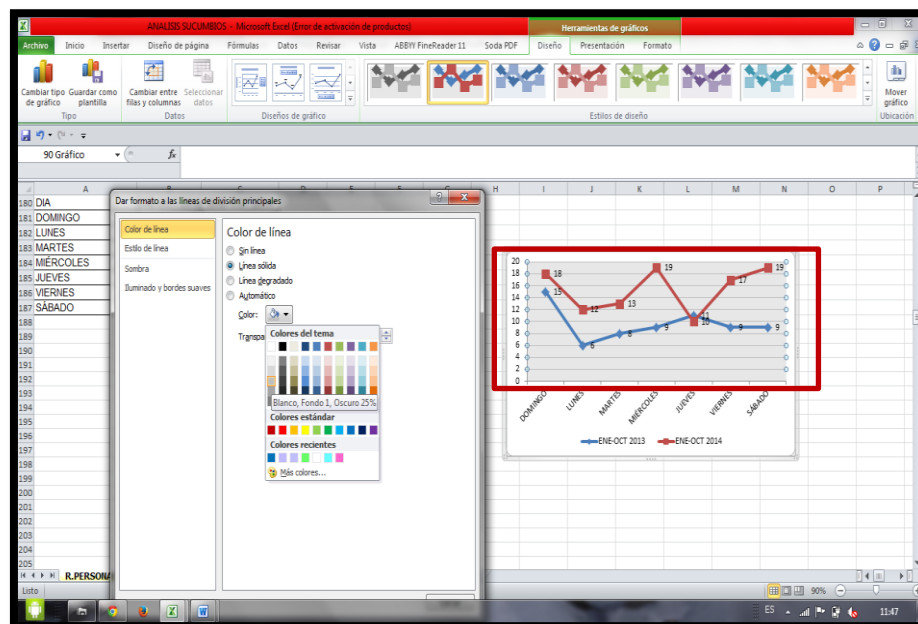 ANALISIS SUCUMBIOS - Microsoft Excel (Error de activación de productos)
Herramientas de gráficos
Archivo Inicio Insertar Diseño de página Fórmulas Datos Revisar Vista ABBYY FineReader 11 Soda PDF Diseño Presentación Formato
Cambiar tipo de gráfico
Guardar como plantilla
Cambiar entre filas y columnas
Seleccionar datos
Mover gráfico
Tipo Datos Diseños de gráfico Estilos de diseño Ubicación
90 Gráfico fx
A H I J K L M N O P
180 DIA
181 DOMINGO
182 LUNES
183 MARTES
184 MIÉRCOLES
185 JUEVES
186 VIERNES
187 SÁBADO
188
189
190
191
192
193
194
195
196
197
198
199
200
201
202
203
204
205
Dar formato a las líneas de división principales
Color de línea
Estilo de línea
Sombra
Iluminado y bordes suaves
Color de línea
Sin línea
Línea sólida
Línea degradado
Automático
Color:
Transpa
Colores del tema
Blanco, Fondo 1, Oscuro 25%
Colores estándar
Colores recientes
Más colores...
20
18
16
14
12
10
8
6
4
2
0
18 12 13 19 10 17 19
15 6 8 9 11 9 9
DOMINGO LUNES MARTES MIÉRCOLES JUEVES VIERNES SÁBADO
ENE-OCT 2013 ENE-OCT 2014
R.PERSONA
Listo 90%
ES 11:47